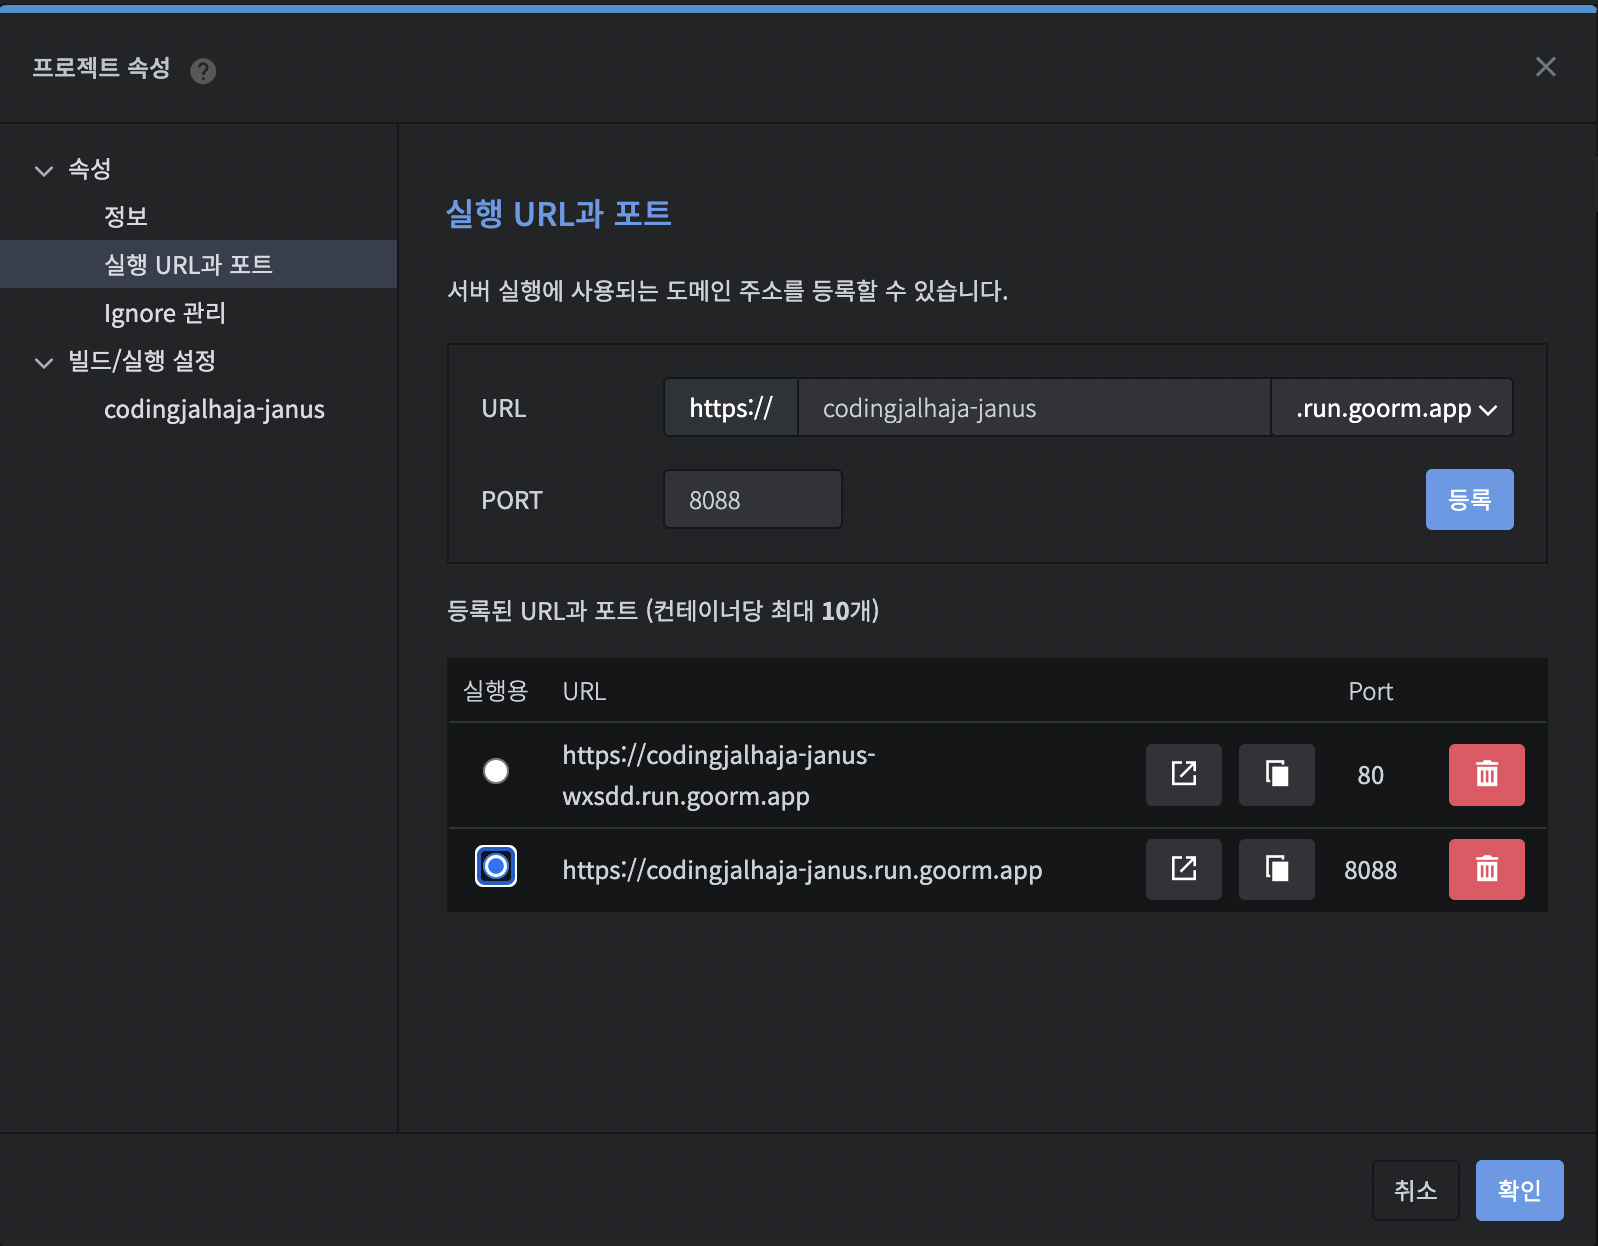 프로젝트 속성 ?
속성
정보
실행 URL과 포트
Ignore 관리
빌드/실행 설정
codingjalhaja-janus
실행 URL과 포트
서버 실행에 사용되는 도메인 주소를 등록할 수 있습니다.
URL https:// codingjalhaja-janus .run.goorm.app
PORT 8088 등록
등록된 URL과 포트 (컨테이너당 최대 10개)
실행용 URL Port
https://codingjalhaja-janus-
wxsdd.run.goorm.app 80
https://codingjalhaja-janus.run.goorm.app 8088
취소 확인